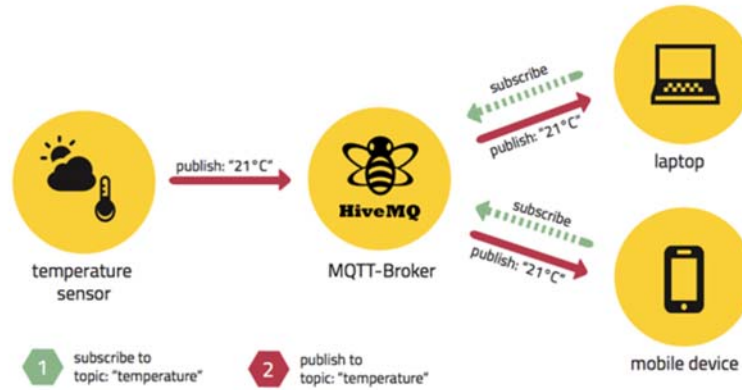 subscribe
publish: "21°C"
laptop
publish: "21°C"
HiveMQ
temperature
sensor
MQTT-Broker
subscribe
publish: "21°C"
mobile device
1
subscribe to
topic: "temperature"
2
publish to
topic: "temperature"